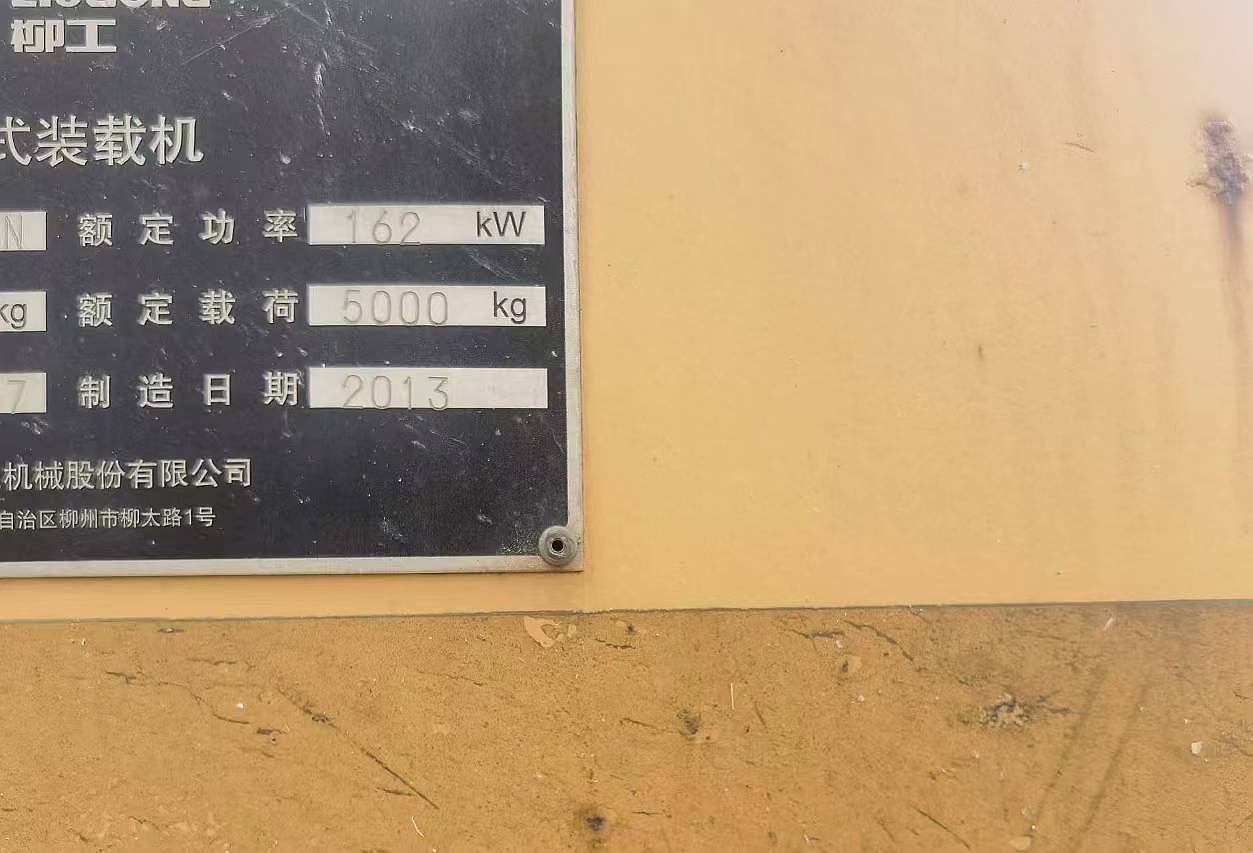 LIUGONG
柳工
式装载机
N 额定功率 162 kW
kg 额定载荷 5000 kg
7 制造日期 2013
机械股份有限公司
自治区柳州市柳太路1号